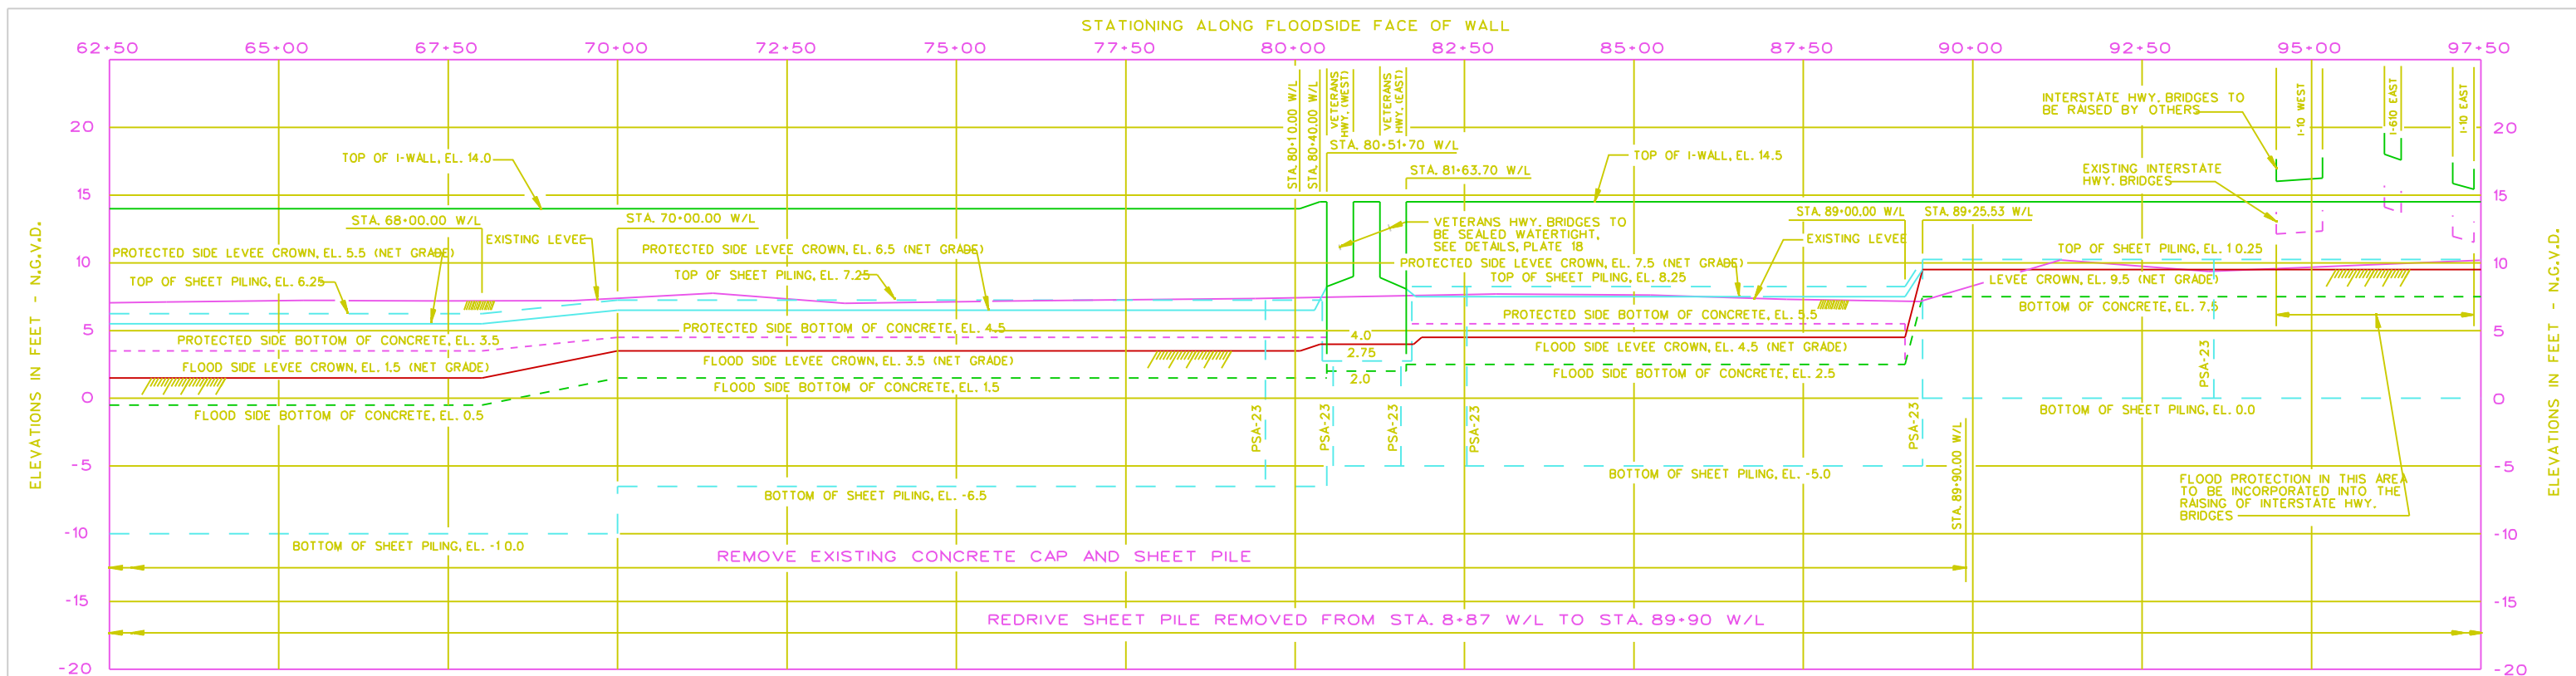 STATIONING ALONG FLOODSIDE FACE OF WALL
62+50 65+00 67+50 70+00 72+50 75+00 77+50 80+00 82+50 85+00 87+50 90+00 92+50 95+00 97+50
ELEVATIONS IN FEET - N.G.V.D.
20
15
10
5
0
-5
-10
-15
-20
TOP OF I-WALL, EL. 14.0
STA. 68+00.00 W/L
EXISTING LEVEE
STA. 70+00.00 W/L
PROTECTED SIDE LEVEE CROWN, EL. 5.5 (NET GRADE)
PROTECTED SIDE LEVEE CROWN, EL. 6.5 (NET GRADE)
TOP OF SHEET PILING, EL. 6.25
TOP OF SHEET PILING, EL. 7.25
PROTECTED SIDE BOTTOM OF CONCRETE, EL. 3.5
PROTECTED SIDE BOTTOM OF CONCRETE, EL. 4.5
FLOOD SIDE LEVEE CROWN, EL. 1.5 (NET GRADE)
FLOOD SIDE LEVEE CROWN, EL. 3.5 (NET GRADE)
FLOOD SIDE BOTTOM OF CONCRETE, EL. 0.5
FLOOD SIDE BOTTOM OF CONCRETE, EL. 1.5
BOTTOM OF SHEET PILING, EL. -10.0
BOTTOM OF SHEET PILING, EL. -6.5
STA. 80+10.00 W/L
STA. 80+40.00 W/L
VETERANS
HWY. (WEST)
VETERANS
HWY. (EAST)
STA. 80+51+70 W/L
STA. 81+63.70 W/L
TOP OF I-WALL, EL. 14.5
VETERANS HWY. BRIDGES TO
BE SEALED WATERTIGHT,
SEE DETAILS, PLATE 18
PROTECTED SIDE LEVEE CROWN, EL. 7.5 (NET GRADE)
TOP OF SHEET PILING, EL. 8.25
STA. 89+00.00 W/L
EXISTING LEVEE
STA. 89+25.53 W/L
PROTECTED SIDE BOTTOM OF CONCRETE, EL. 5.5
FLOOD SIDE LEVEE CROWN, EL. 4.5 (NET GRADE)
FLOOD SIDE BOTTOM OF CONCRETE, EL. 2.5
4.0
2.75
2.0
PSA-23
PSA-23
PSA-23
PSA-23
PSA-23
PSA-23
BOTTOM OF SHEET PILING, EL. -5.0
STA. 89+90.00 W/L
INTERSTATE HWY. BRIDGES TO
BE RAISED BY OTHERS
EXISTING INTERSTATE
HWY. BRIDGES
I-10 WEST
I-610 EAST
I-10 EAST
TOP OF SHEET PILING, EL. 10.25
LEVEE CROWN, EL. 9.5 (NET GRADE)
BOTTOM OF CONCRETE, EL. 7.5
BOTTOM OF SHEET PILING, EL. 0.0
FLOOD PROTECTION IN THIS AREA
TO BE INCORPORATED INTO THE
RAISING OF INTERSTATE HWY.
BRIDGES
REMOVE EXISTING CONCRETE CAP AND SHEET PILE
REDRIVE SHEET PILE REMOVED FROM STA. 8+87 W/L TO STA. 89+90 W/L
20
15
10
5
0
-5
-10
-15
-20
ELEVATIONS IN FEET - N.G.V.D.